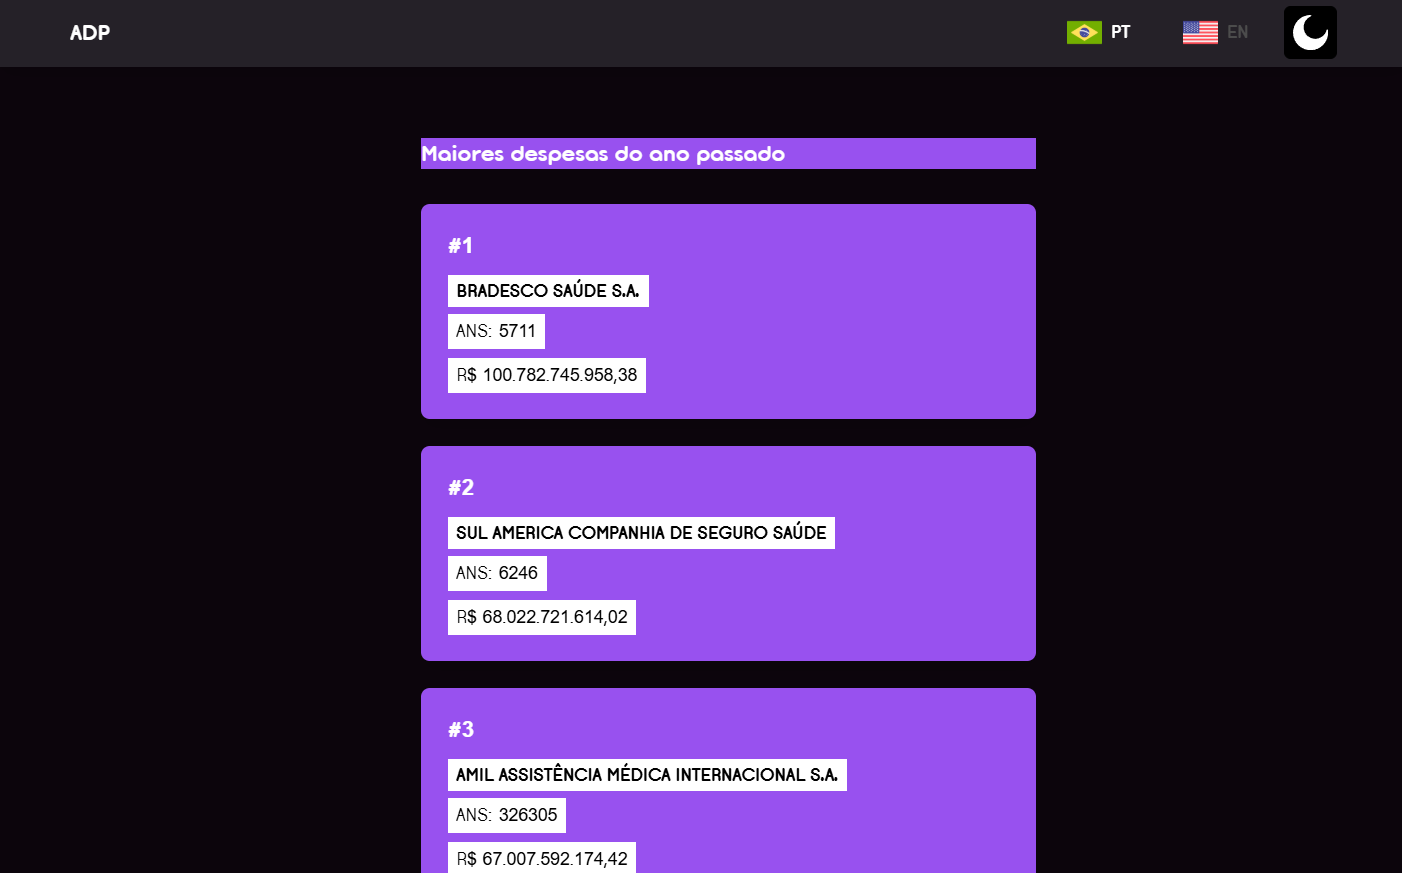 ADP
PT
EN
Maiores despesas do ano passado
#1
BRADESCO SAÚDE S.A.
ANS: 5711
R$ 100.782.745.958,38
#2
SUL AMERICA COMPANHIA DE SEGURO SAÚDE
ANS: 6246
R$ 68.022.721.614,02
#3
AMIL ASSISTÊNCIA MÉDICA INTERNACIONAL S.A.
ANS: 326305
R$ 67.007.592.174,42